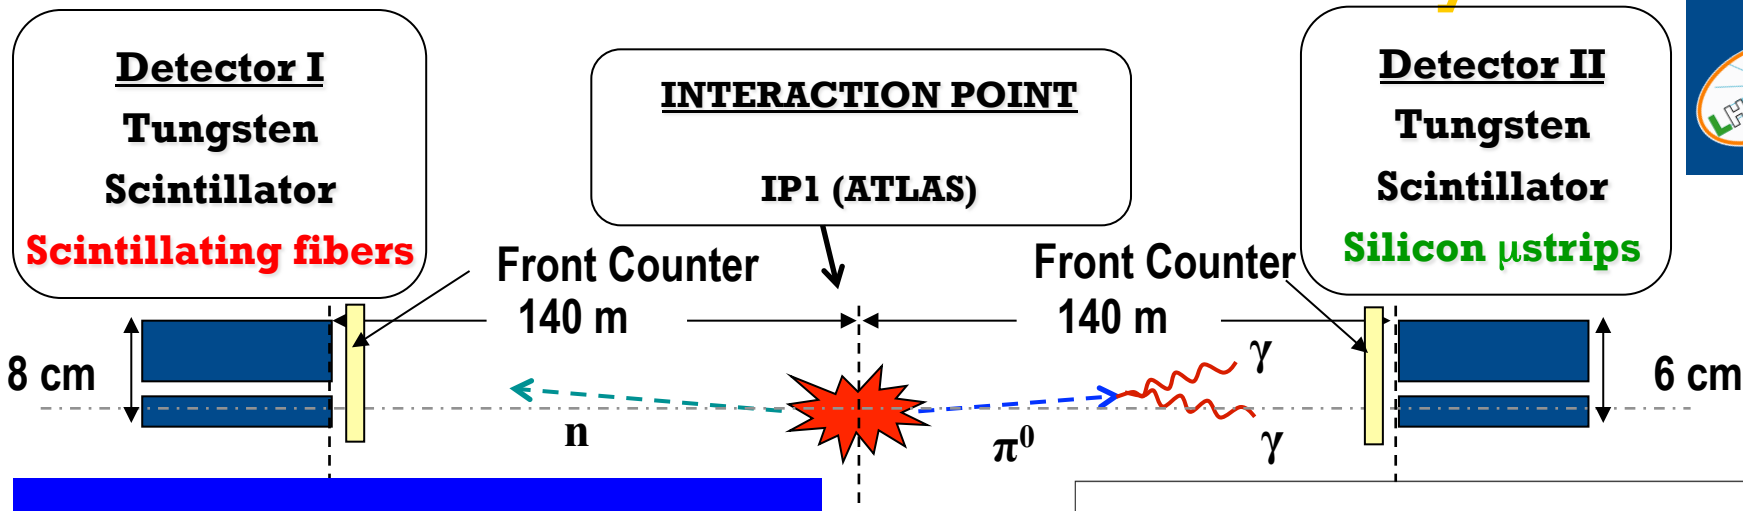 Detector I
Tungsten
Scintillator
Scintillating fibers
INTERACTION POINT
IP1 (ATLAS)
Detector II
Tungsten
Scintillator
Silicon μstrips
Front Counter
140 m
Front Counter
140 m
8 cm
6 cm
n
π⁰
γ
γ